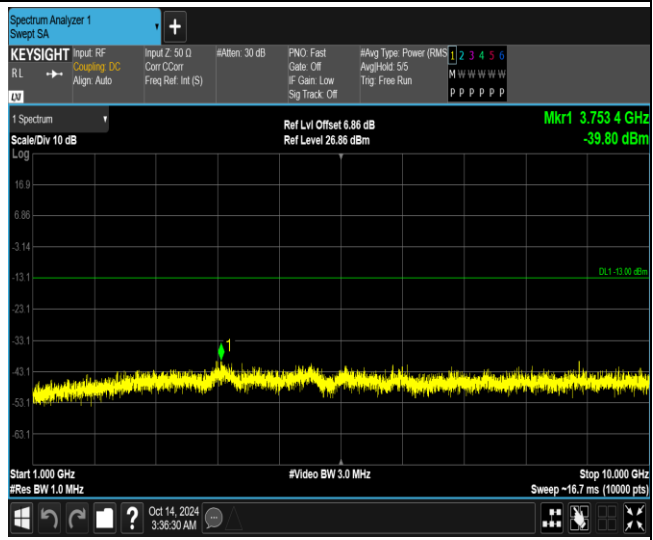 Spectrum Analyzer 1
Swept SA
+
KEYSIGHT
RL
Input: RF
Coupling: DC
Align: Auto
Input Z: 50 Ω
Corr CCorr
Freq Ref: Int (S)
#Atten: 30 dB
PNO: Fast
Gate: Off
IF Gain: Low
Sig Track: Off
#Avg Type: Power (RMS
Avg|Hold: 5/5
Trig: Free Run
1 2 3 4 5 6
M W W W W W
P P P P P P
1 Spectrum
Scale/Div 10 dB
Log
Ref Lvl Offset 6.86 dB
Ref Level 26.86 dBm
Mkr1 3.753 4 GHz
-39.80 dBm
16.9
6.86
-3.14
-13.1
DL1 -13.00 dBm
-23.1
-33.1
1
-43.1
-53.1
-63.1
Start 1.000 GHz
#Res BW 1.0 MHz
#Video BW 3.0 MHz
Stop 10.000 GHz
Sweep ~16.7 ms (10000 pts)
?
Oct 14, 2024
3:36:30 AM